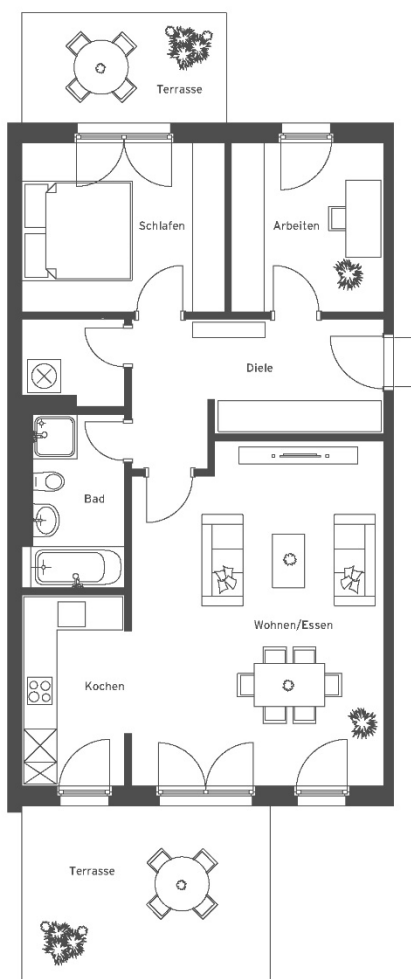 Terrasse
Schlafen
Arbeiten
Diele
Bad
Wohnen/Essen
Kochen
Terrasse